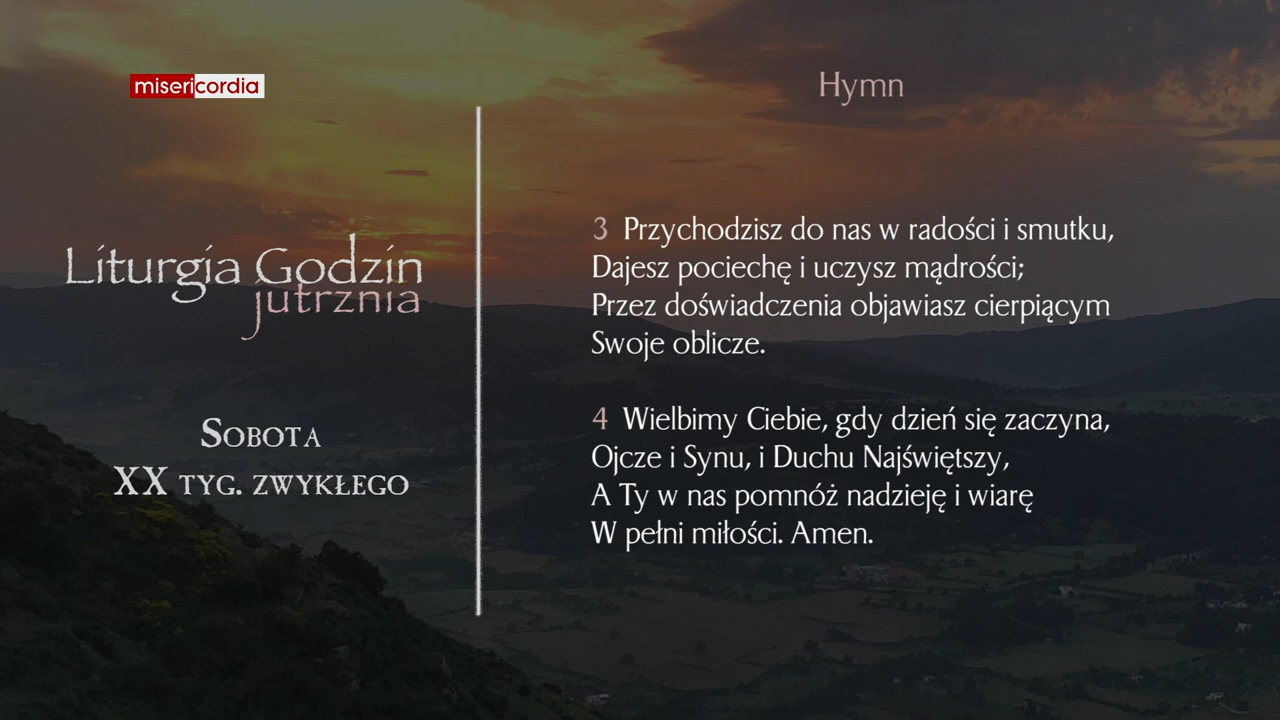 misericordia
Liturgia Godzin
jutrznia
Sobota
XX tyg. zwykłego
Hymn
3 Przychodzisz do nas w radości i smutku,
Dajesz pociechę i uczysz mądrości;
Przez doświadczenia objawiasz cierpiącym
Swoje oblicze.
4 Wielbimy Ciebie, gdy dzień się zaczyna,
Ojcze i Synu, i Duchu Najświętszy,
A Ty w nas pomnóż nadzieję i wiarę
W pełni miłości. Amen.